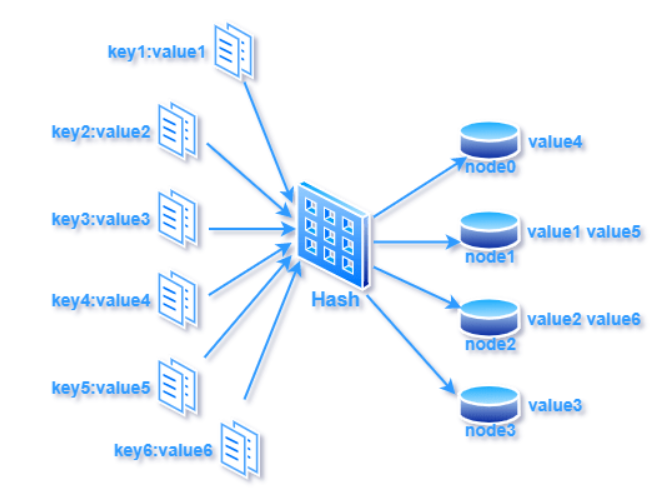 key1:value1
key2:value2
key3:value3
key4:value4
key5:value5
key6:value6
Hash
value4
node0
value1 value5
node1
value2 value6
node2
value3
node3